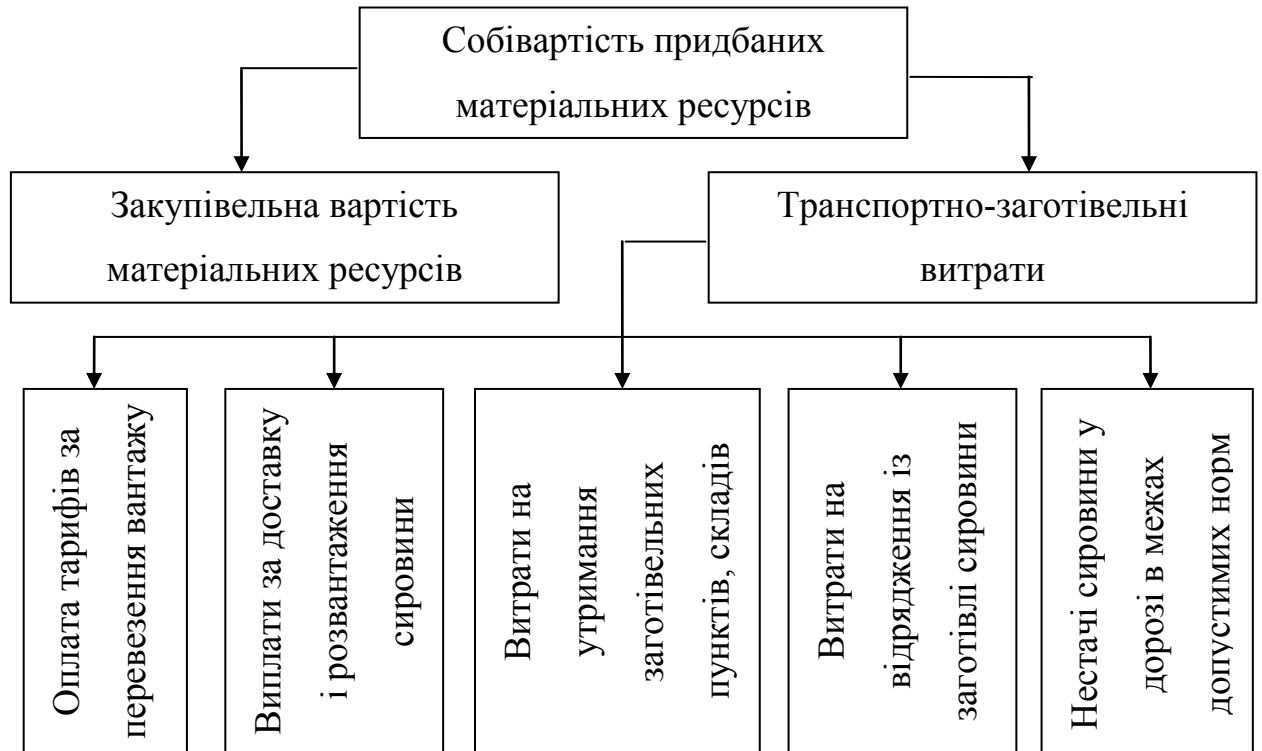 Собівартість придбаних
матеріальних ресурсів
Закупівельна вартість
матеріальних ресурсів
Транспортно-заготівельні
витрати
Оплата тарифів за
перевезення вантажу
Виплати за доставку
і розвантаження
сировини
Витрати на
утримання
заготівельних
пунктів, складів
Витрати на
відрядження із
заготівлі сировини
Нестачі сировини у
дорозі в межах
допустимих норм